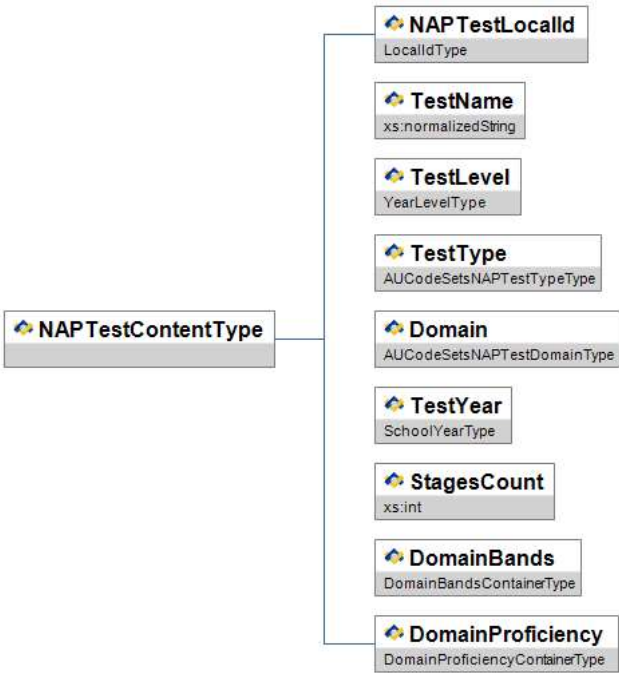 NAPTestLocalId
LocalIdType
TestName
xs:normalizedString
TestLevel
YearLevelType
TestType
AUCodeSetsNAPTestTypeType
NAPTestContentType
Domain
AUCodeSetsNAPTestDomainType
TestYear
SchoolYearType
StagesCount
xs:int
DomainBands
DomainBandsContainerType
DomainProficiency
DomainProficiencyContainerType